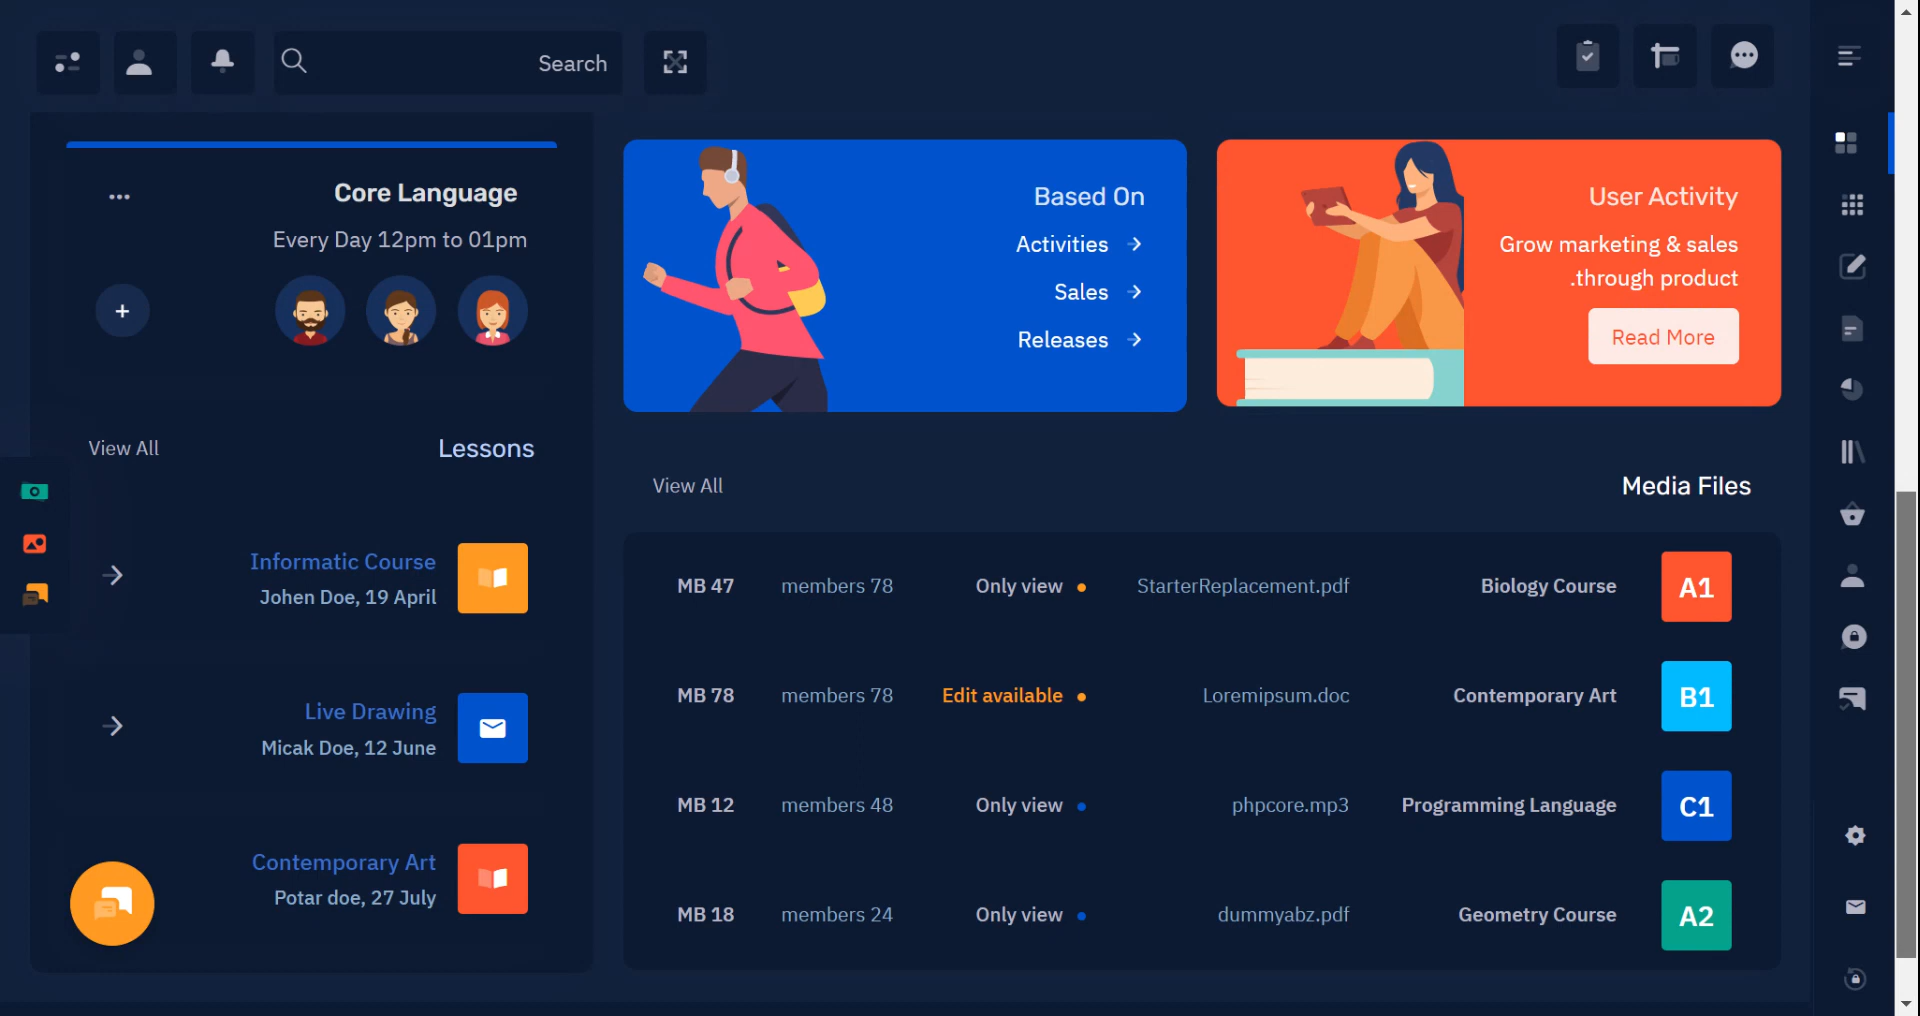 Search
Core Language
Every Day 12pm to 01pm
Based On
Activities
Sales
Releases
User Activity
Grow marketing & sales
.through product
Read More
View All
Lessons
Informatic Course
Johen Doe, 19 April
Live Drawing
Micak Doe, 12 June
Contemporary Art
Potar doe, 27 July
View All
Media Files
MB 47 members 78 Only view StarterReplacement.pdf Biology Course A1
MB 78 members 78 Edit available Loremipsum.doc Contemporary Art B1
MB 12 members 48 Only view phpcore.mp3 Programming Language C1
MB 18 members 24 Only view dummyabz.pdf Geometry Course A2